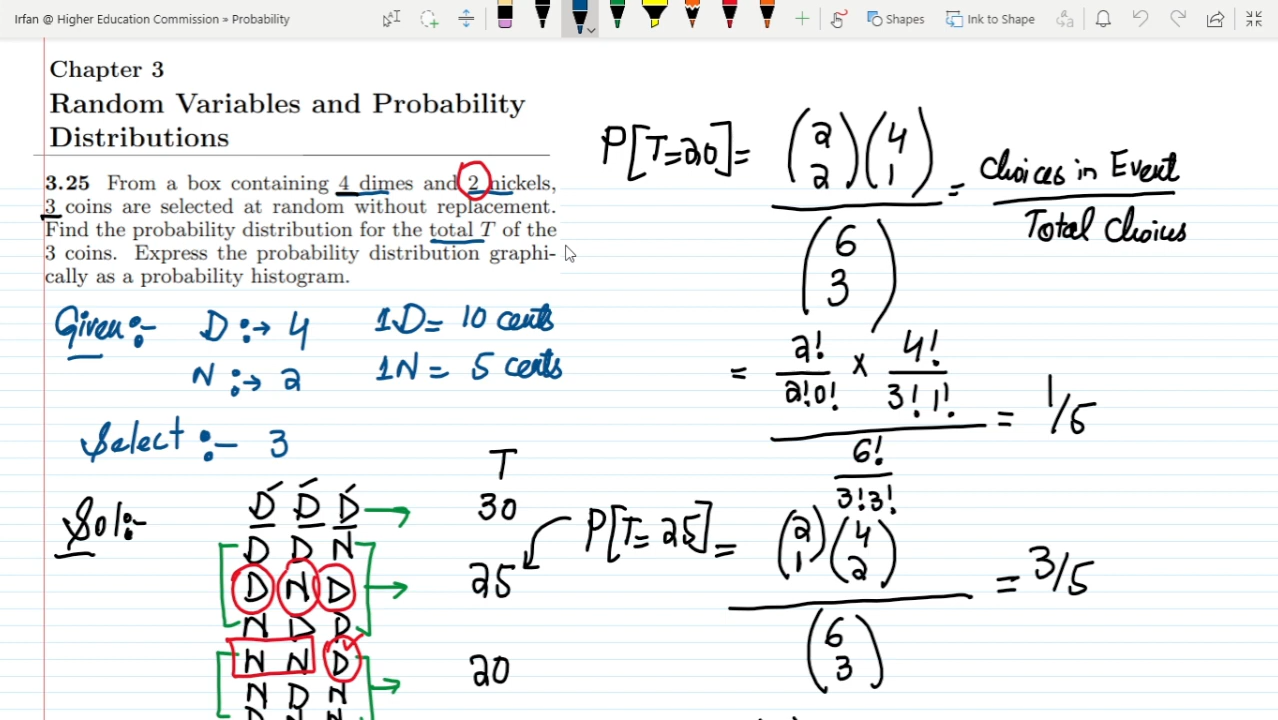 Irfan @ Higher Education Commission » Probability
Shapes
Ink to Shape
Chapter 3
Random Variables and Probability
Distributions
3.25 From a box containing 4 dimes and 2 nickels,
3 coins are selected at random without replacement.
Find the probability distribution for the total T of the
3 coins. Express the probability distribution graphi-
cally as a probability histogram.
Given:- D :→ 4 1D = 10 cents
N :→ 2 1N = 5 cents
Select :- 3
Sol:-
T
D D D → 30
D D N
D N D → 25
N D D
N N D → 20
N D N
P[T=20] = (2 2)(4 1) / (6 3) = Choices in Event / Total Choices
= 2!/2!0! × 4!/3!1! / 6!/3!3! = 1/5
P[T=25] = (2 1)(4 2) / (6 3) = 3/5